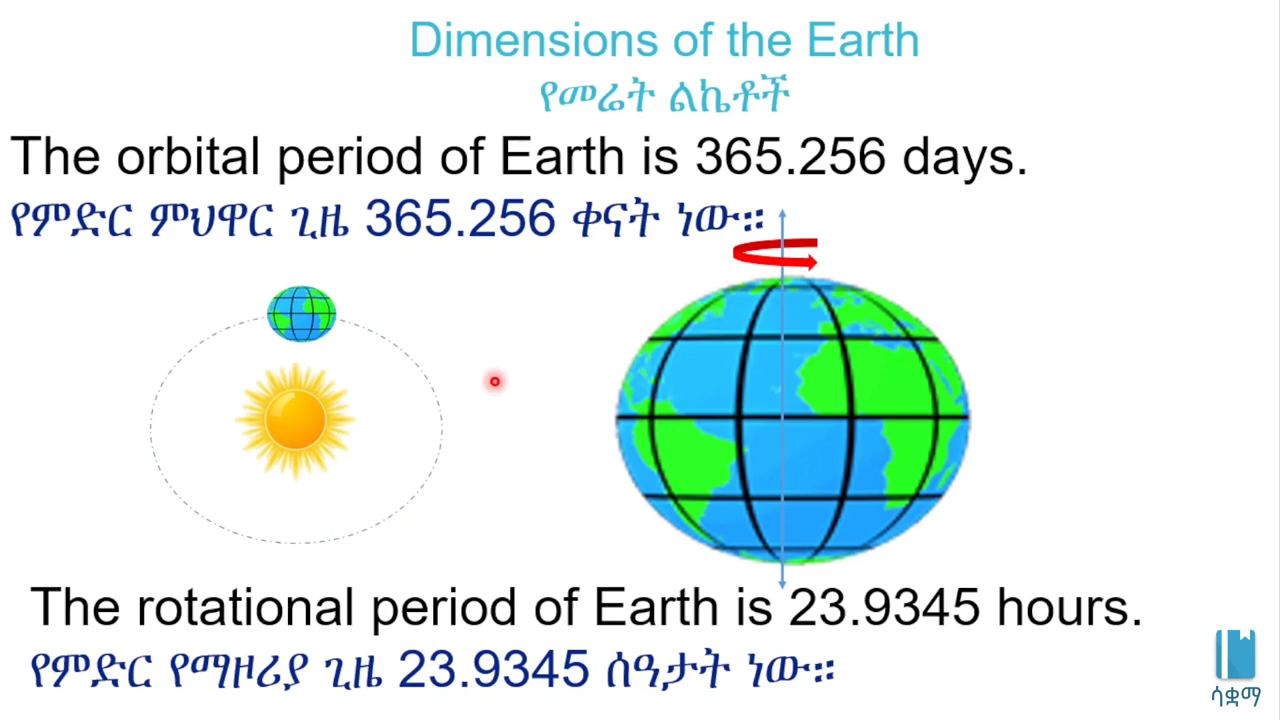 Dimensions of the Earth
የመሬት ልኬቶች
The orbital period of Earth is 365.256 days.
የምድር ምህዋር ጊዜ 365.256 ቀናት ነው።
The rotational period of Earth is 23.9345 hours.
የምድር የማዞሪያ ጊዜ 23.9345 ሰዓታት ነው።
ሳቋማ